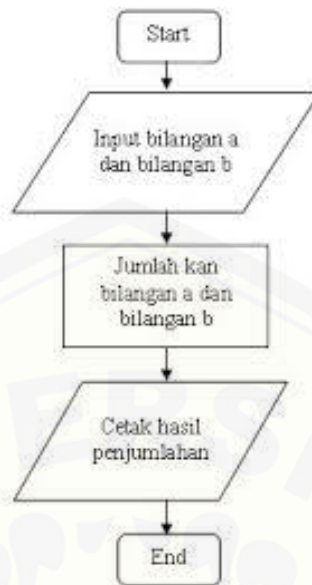 Start
Input bilangan a
dan bilangan b
Jumlah kan
bilangan a dan
bilangan b
Cetak hasil
penjumlahan
End